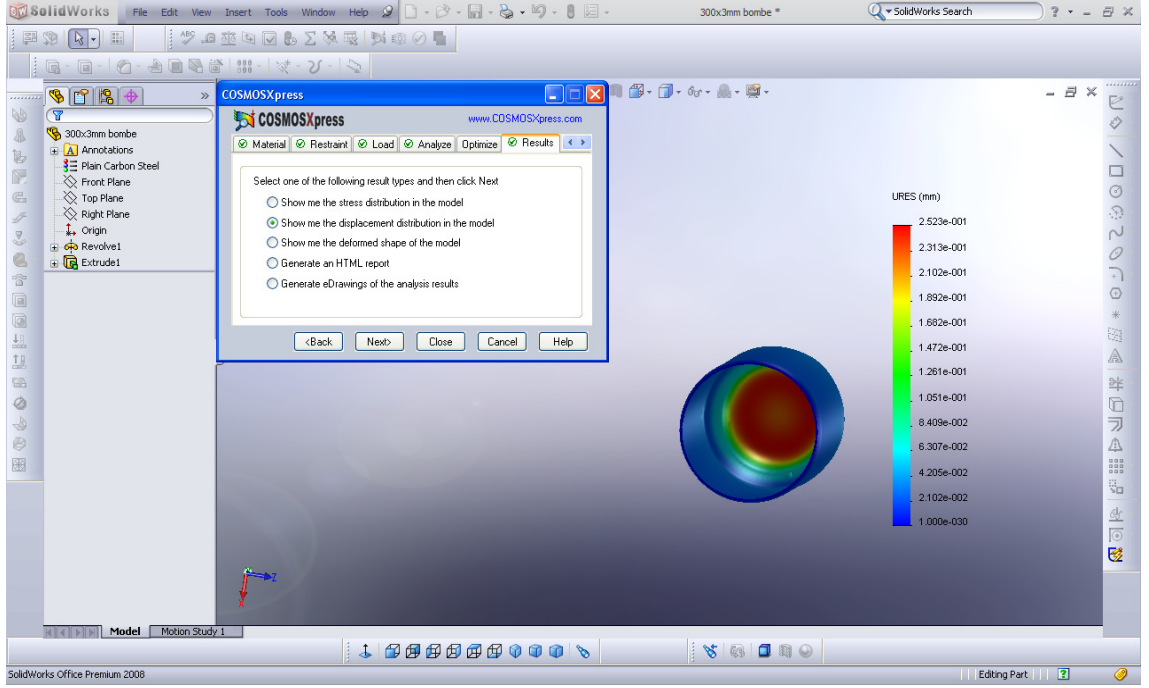 SolidWorks File Edit View Insert Tools Window Help 300x3mm bombe * SolidWorks Search
COSMOSXpress
COSMOSXpress www.COSMOSXpress.com
Material Restraint Load Analyze Optimize Results
Select one of the following result types and then click Next
Show me the stress distribution in the model
Show me the displacement distribution in the model
Show me the deformed shape of the model
Generate an HTML report
Generate eDrawings of the analysis results
<Back Next> Close Cancel Help
300x3mm bombe
Annotations
Plain Carbon Steel
Front Plane
Top Plane
Right Plane
Origin
Revolve1
Extrude1
URES (mm)
2.523e-001
2.313e-001
2.102e-001
1.892e-001
1.682e-001
1.472e-001
1.261e-001
1.051e-001
8.409e-002
6.307e-002
4.205e-002
2.102e-002
1.000e-030
Z
X
Model Motion Study 1
SolidWorks Office Premium 2008 Editing Part